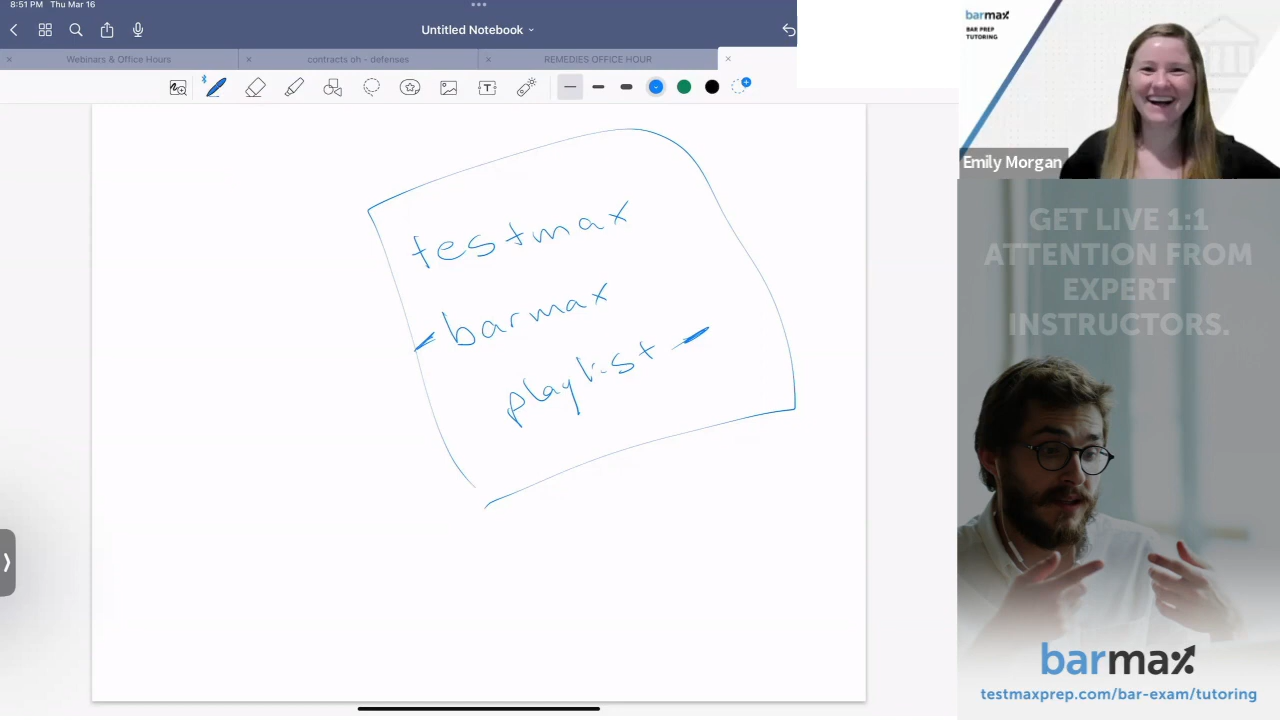 8:51 PM Thu Mar 16
Untitled Notebook
Webinars & Office Hours
contracts oh - defenses
REMEDIES OFFICE HOUR
testmax
barmax
playlist
barmax
BAR PREP
TUTORING
Emily Morgan
GET LIVE 1:1
ATTENTION FROM
EXPERT
INSTRUCTORS.
barmax
testmaxprep.com/bar-exam/tutoring